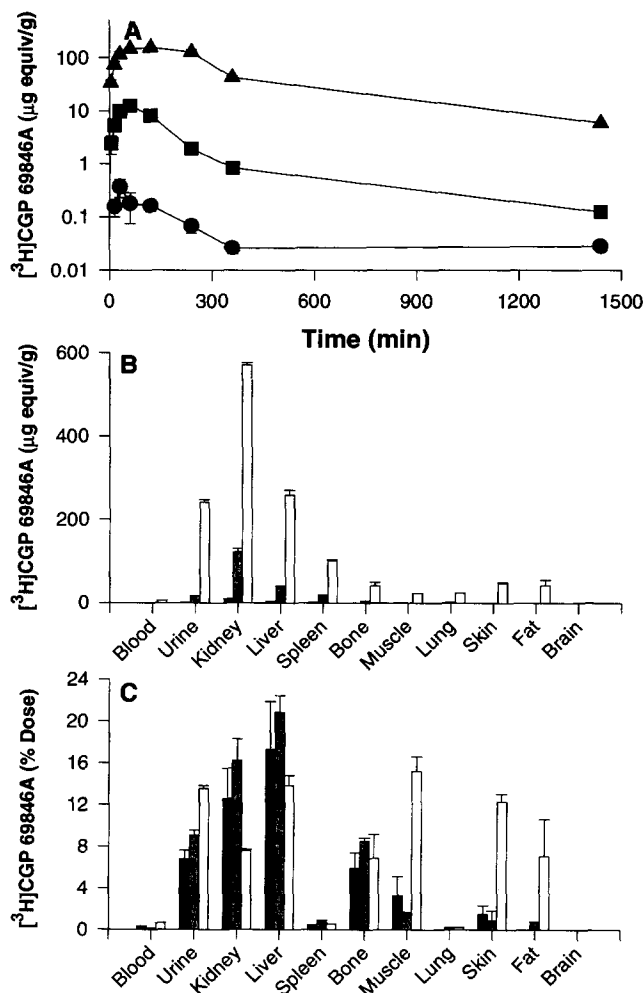 A
[³H]CGP 69846A (µg equiv/g)
100
10
1
0.1
0.01
0 300 600 900 1200 1500
Time (min)
B
[³H]CGP 69846A (µg equiv/g)
600
400
200
0
Blood Urine Kidney Liver Spleen Bone Muscle Lung Skin Fat Brain
C
[³H]CGP 69846A (% Dose)
24
20
16
12
8
4
0
Blood Urine Kidney Liver Spleen Bone Muscle Lung Skin Fat Brain